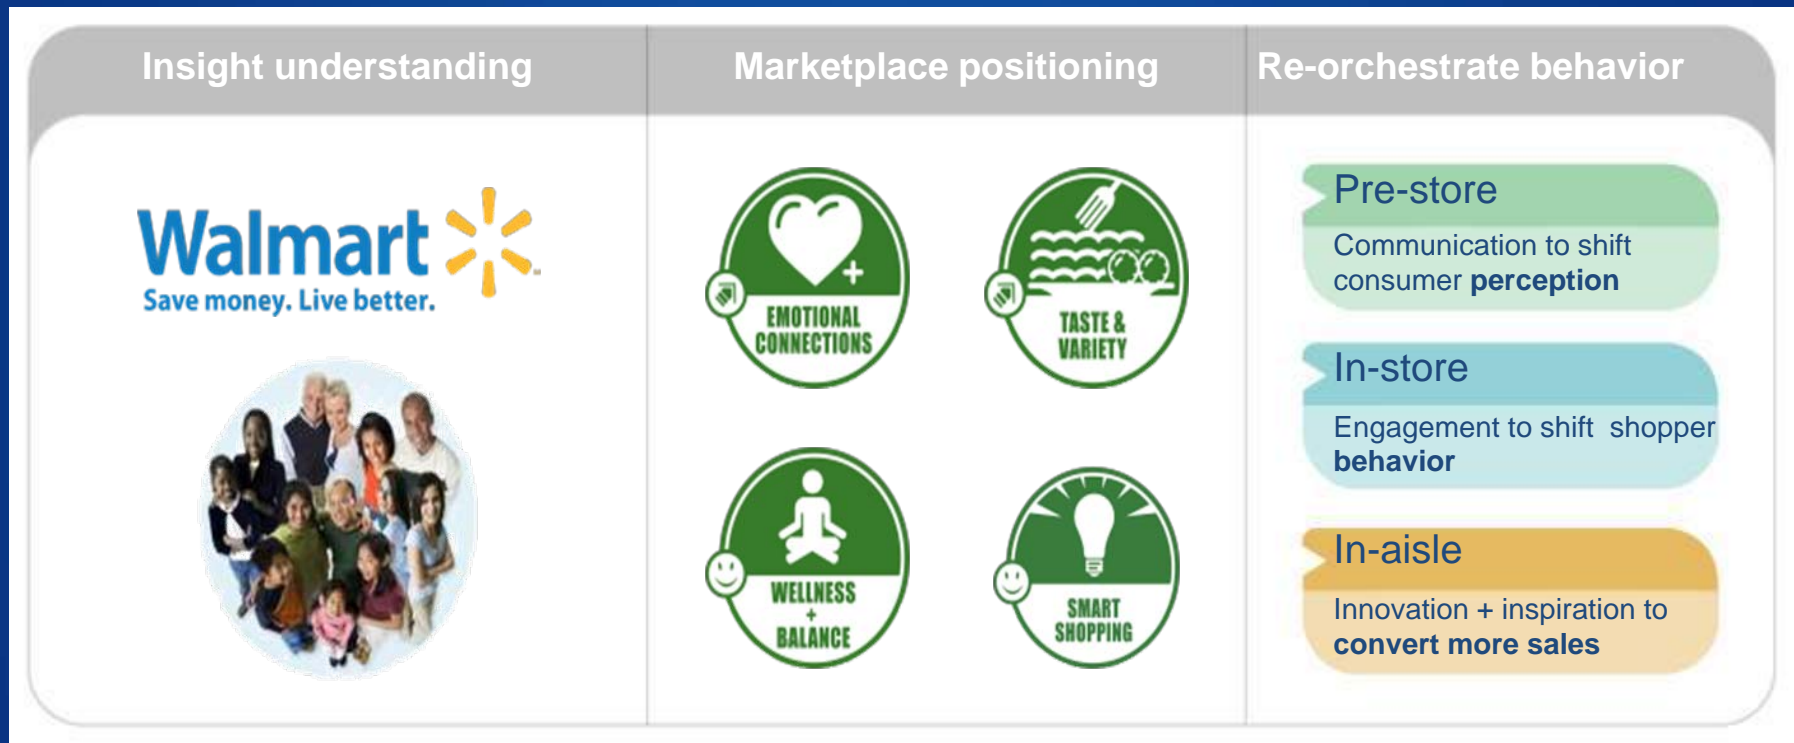 Insight understanding
Marketplace positioning
Re-orchestrate behavior
Walmart
Save money. Live better.
EMOTIONAL
CONNECTIONS
TASTE &
VARIETY
WELLNESS
+
BALANCE
SMART
SHOPPING
Pre-store
Communication to shift
consumer perception
In-store
Engagement to shift  shopper
behavior
In-aisle
Innovation + inspiration to
convert more sales